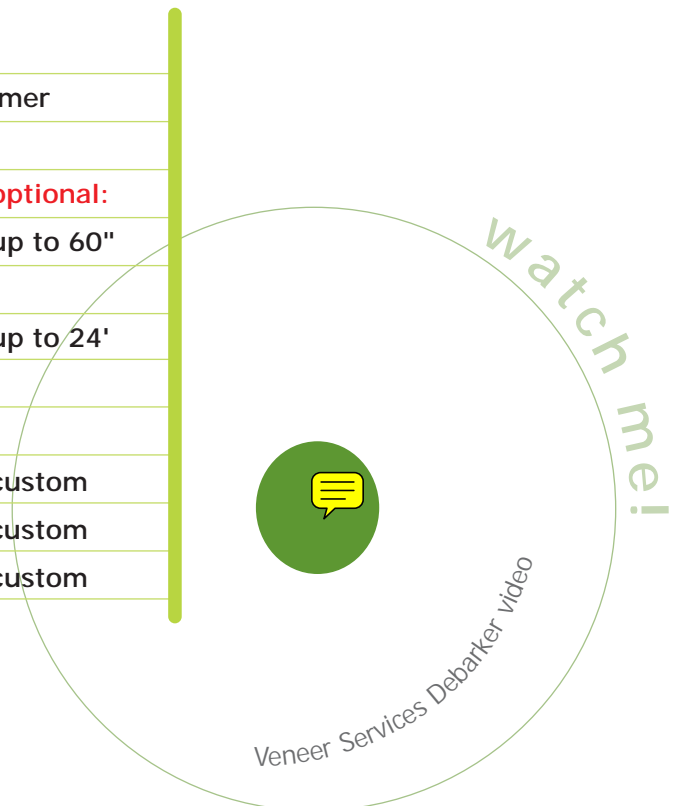 mer
optional:
up to 60"
up to 24'
custom
custom
custom
watch me!
Veneer Services Debarker video